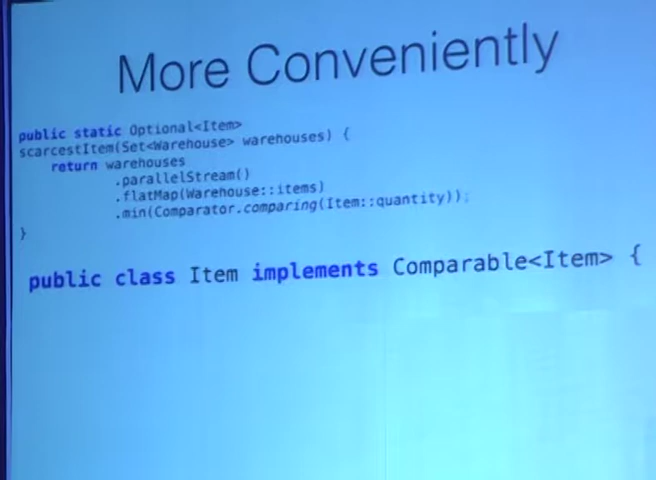 More Conveniently
public static Optional<Item>
scarcestItem(Set<Warehouse> warehouses) {
return warehouses
.parallelStream()
.flatMap(Warehouse::items)
.min(Comparator.comparing(Item::quantity));
}
public class Item implements Comparable<Item> {